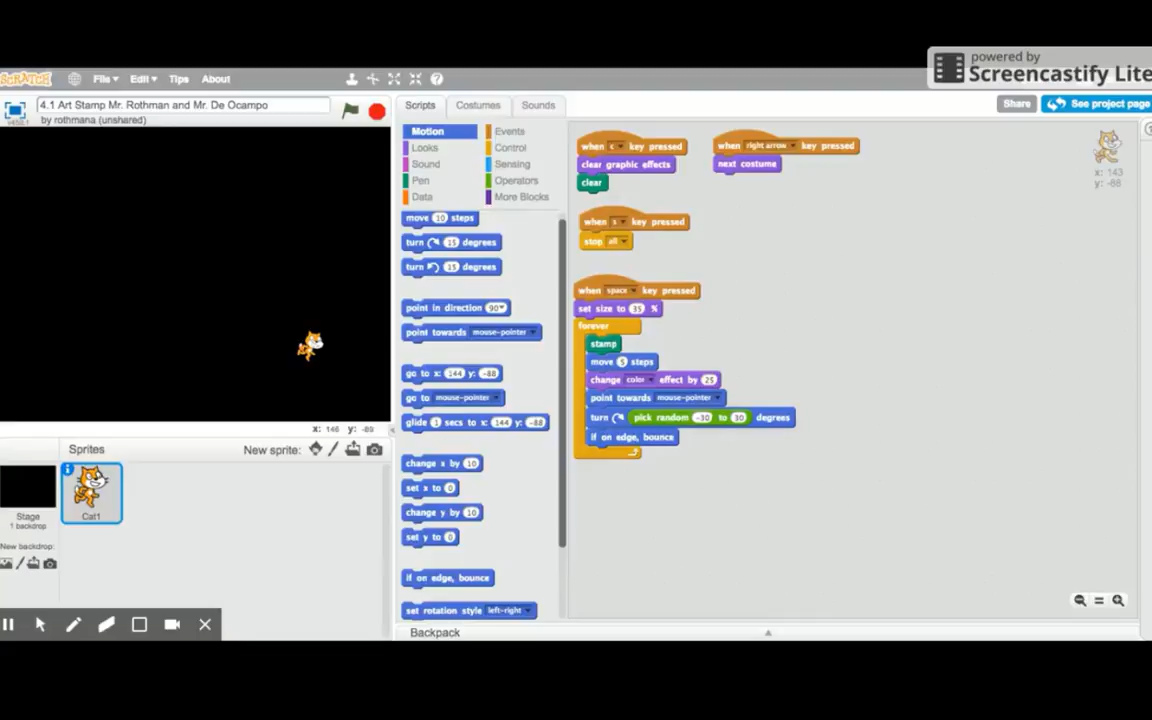 powered by
Screencastify Lite
SCRATCH File Edit Tips About
4.1 Art Stamp Mr. Rothman and Mr. De Ocampo
by rothmana (unshared)
Scripts Costumes Sounds
Share See project page
Motion Events
Looks Control
Sound Sensing
Pen Operators
Data More Blocks
move 10 steps
turn 15 degrees
turn 15 degrees
point in direction 90
point towards mouse-pointer
go to x: 144 y: -88
go to mouse-pointer
glide 1 secs to x: 144 y: -88
change x by 10
set x to 0
change y by 10
set y to 0
if on edge, bounce
set rotation style left-right
when c key pressed
clear graphic effects
clear
when right arrow key pressed
next costume
when s key pressed
stop all
when space key pressed
set size to 35 %
forever
stamp
move 5 steps
change color effect by 25
point towards mouse-pointer
turn pick random -30 to 30 degrees
if on edge, bounce
x: 143
y: -88
x: 146 y: -89
Sprites New sprite:
Stage
1 backdrop
New backdrop:
Cat1
Backpack